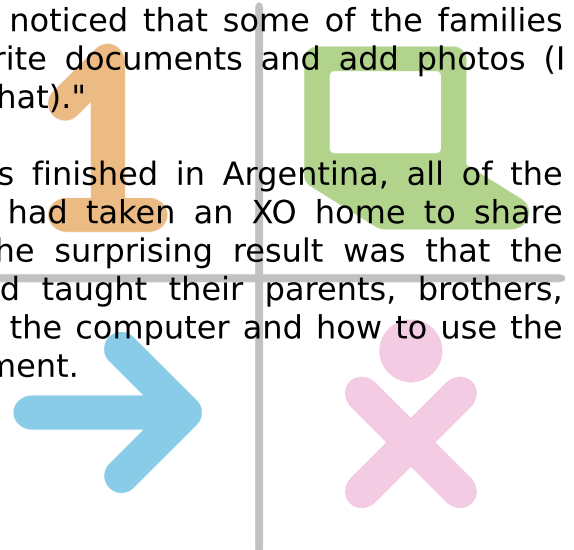 noticed that some of the families
rite documents and add photos (I
hat)."
s finished in Argentina, all of the
had taken an XO home to share
he surprising result was that the
d taught their parents, brothers,
the computer and how to use the
ment.